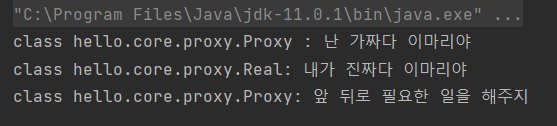 "C:\Program Files\Java\jdk-11.0.1\bin\java.exe" ...
class hello.core.proxy.Proxy : 난 가짜다 이마리야
class hello.core.proxy.Real: 내가 진짜다 이마리야
class hello.core.proxy.Proxy: 앞 뒤로 필요한 일을 해주지